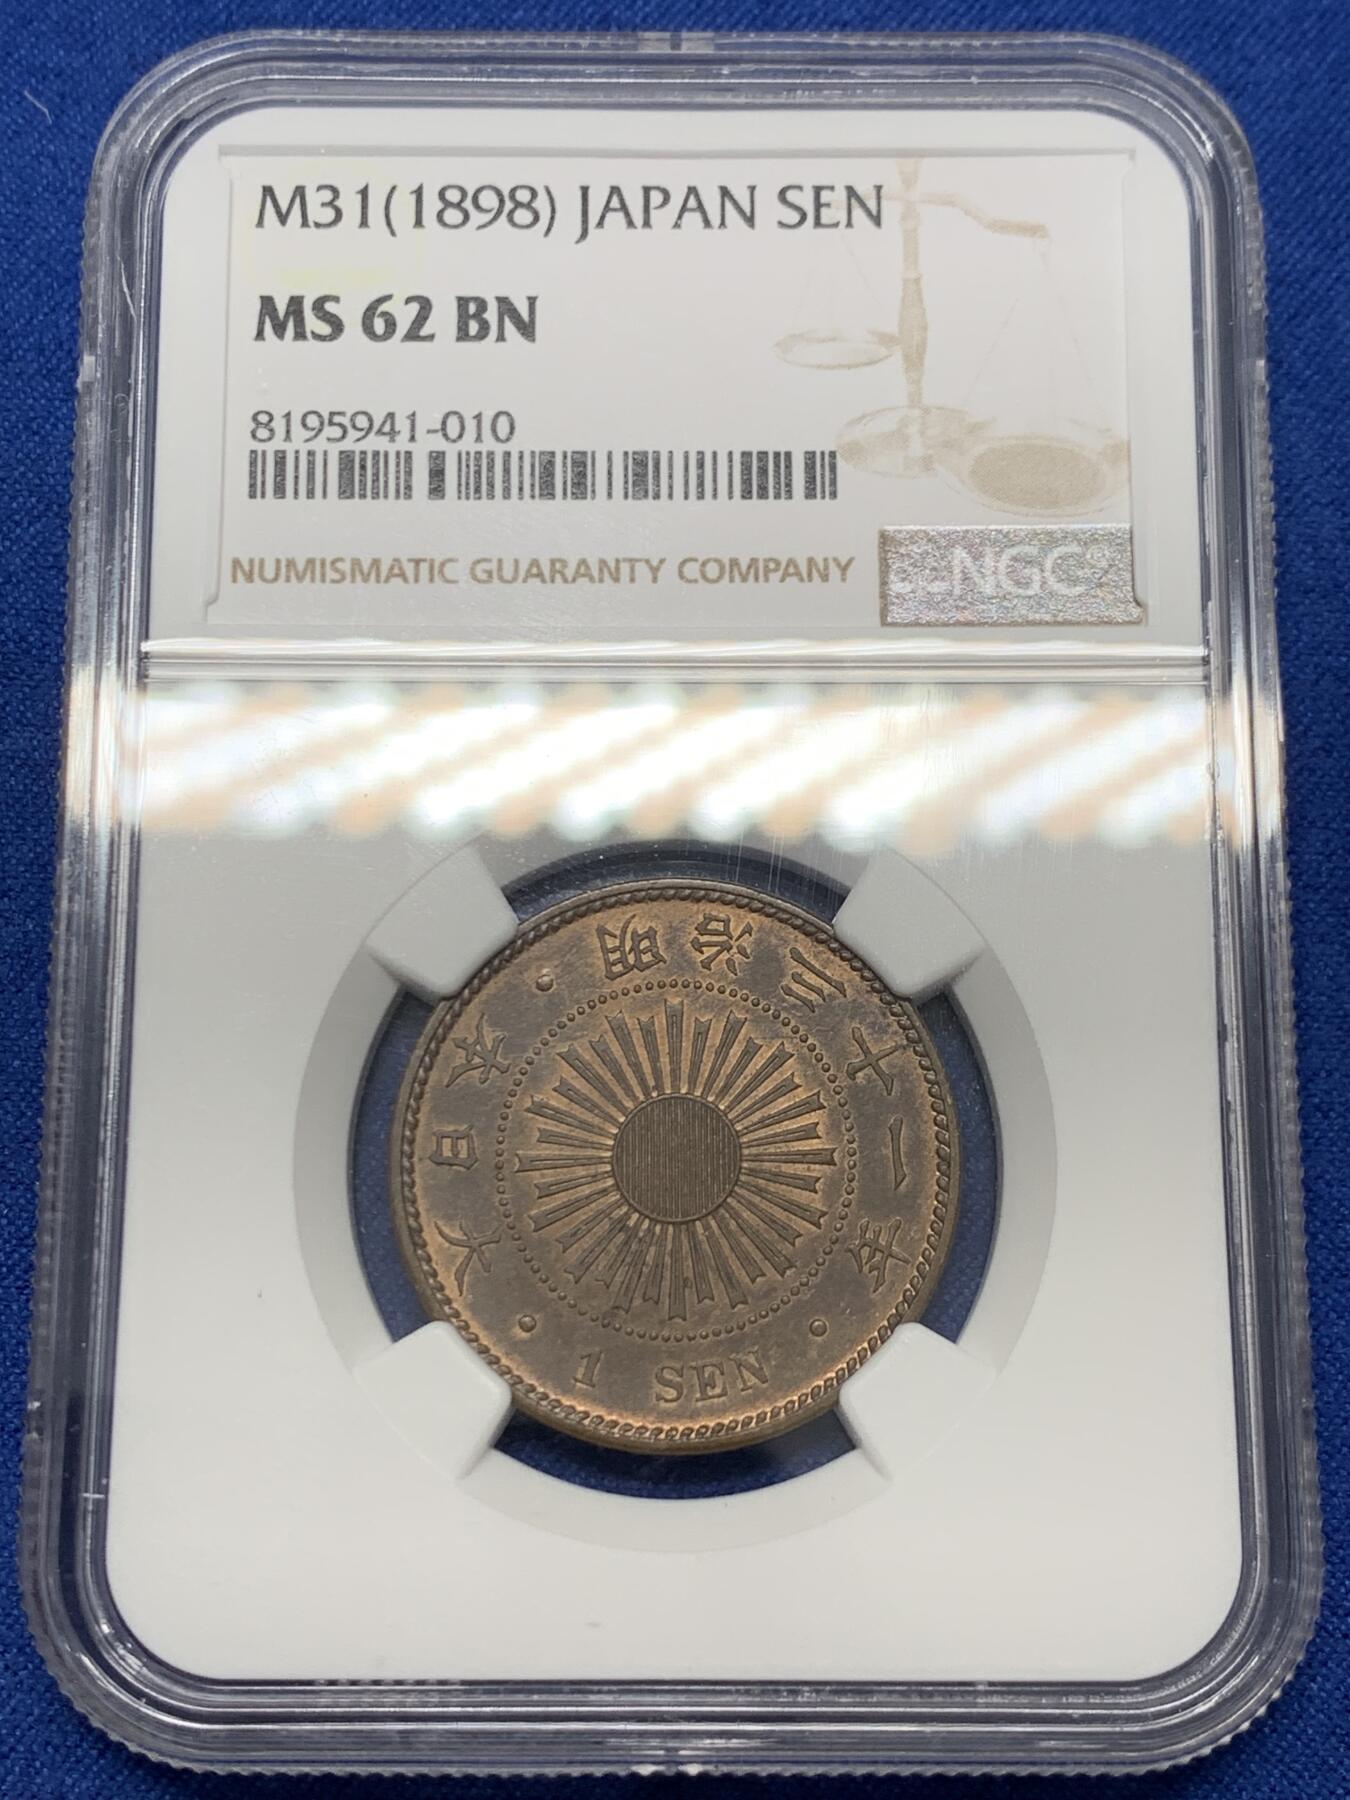 M31(1898) JAPAN SEN
MS 62 BN
8195941-010
NUMISMATIC GUARANTY COMPANY
NGC®
大日本・明治三十一年・
1 SEN